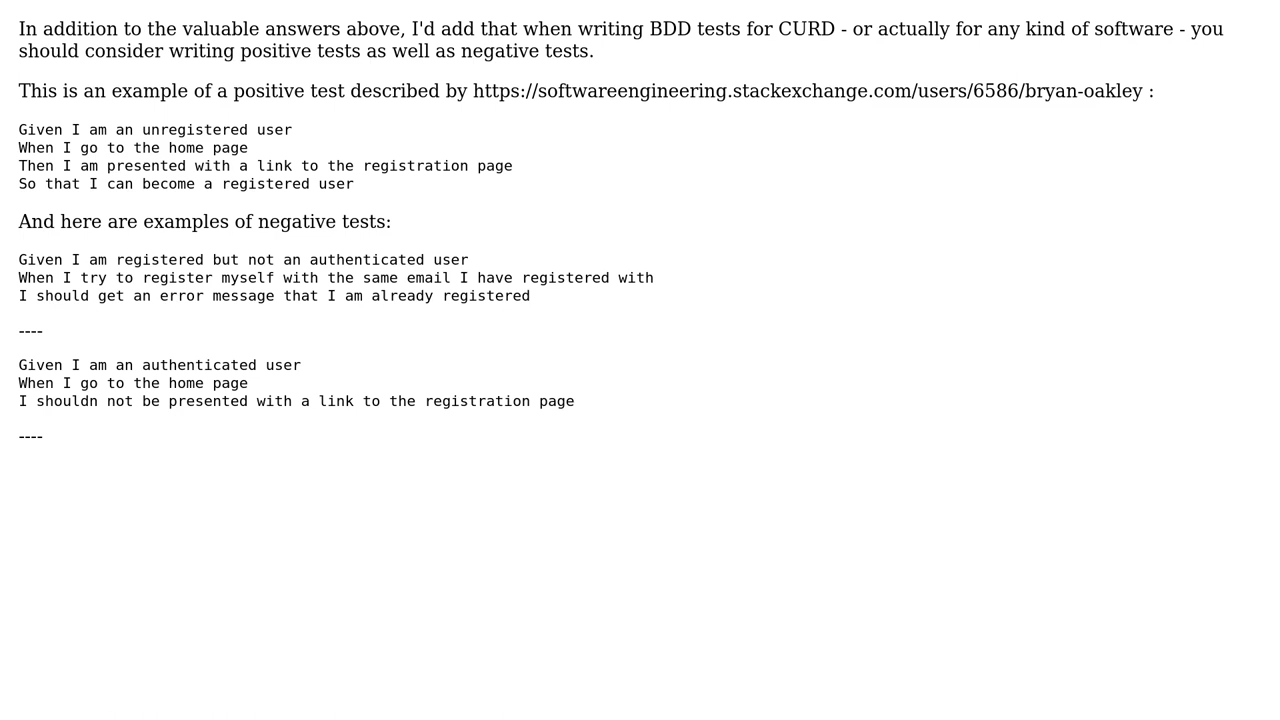 In addition to the valuable answers above, I'd add that when writing BDD tests for CURD - or actually for any kind of software - you
should consider writing positive tests as well as negative tests.
This is an example of a positive test described by https://softwareengineering.stackexchange.com/users/6586/bryan-oakley :
Given I am an unregistered user
When I go to the home page
Then I am presented with a link to the registration page
So that I can become a registered user
And here are examples of negative tests:
Given I am registered but not an authenticated user
When I try to register myself with the same email I have registered with
I should get an error message that I am already registered
----
Given I am an authenticated user
When I go to the home page
I shouldn not be presented with a link to the registration page
----